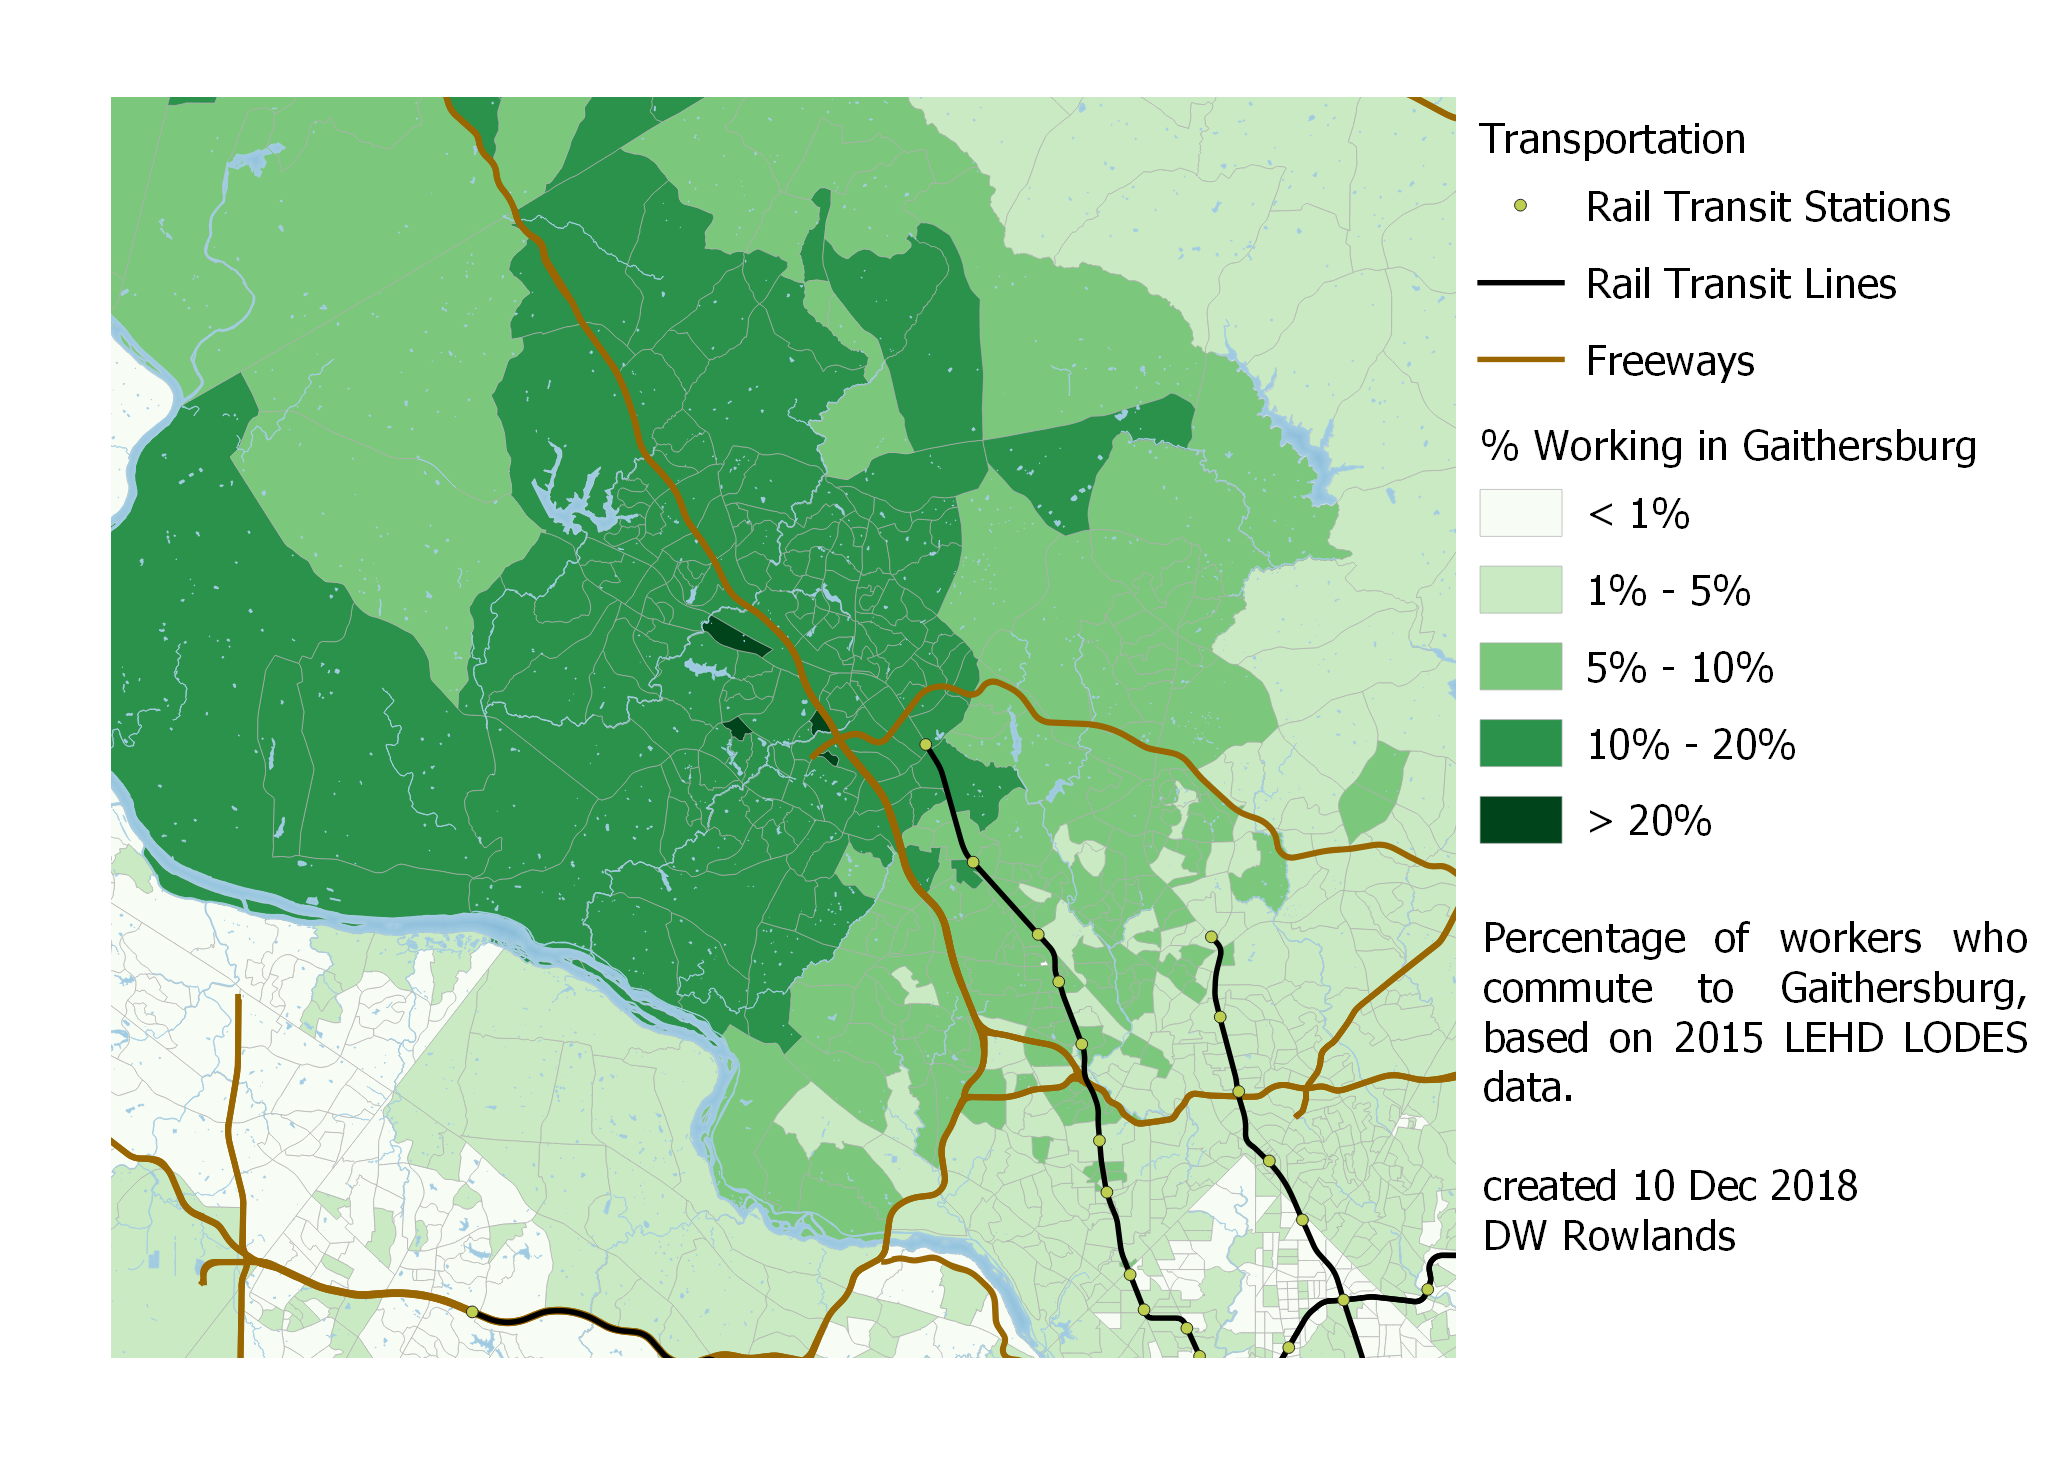 Transportation
Rail Transit Stations
Rail Transit Lines
Freeways
% Working in Gaithersburg
< 1%
1% - 5%
5% - 10%
10% - 20%
> 20%
Percentage of workers who
commute to Gaithersburg,
based on 2015 LEHD LODES
data.
created 10 Dec 2018
DW Rowlands